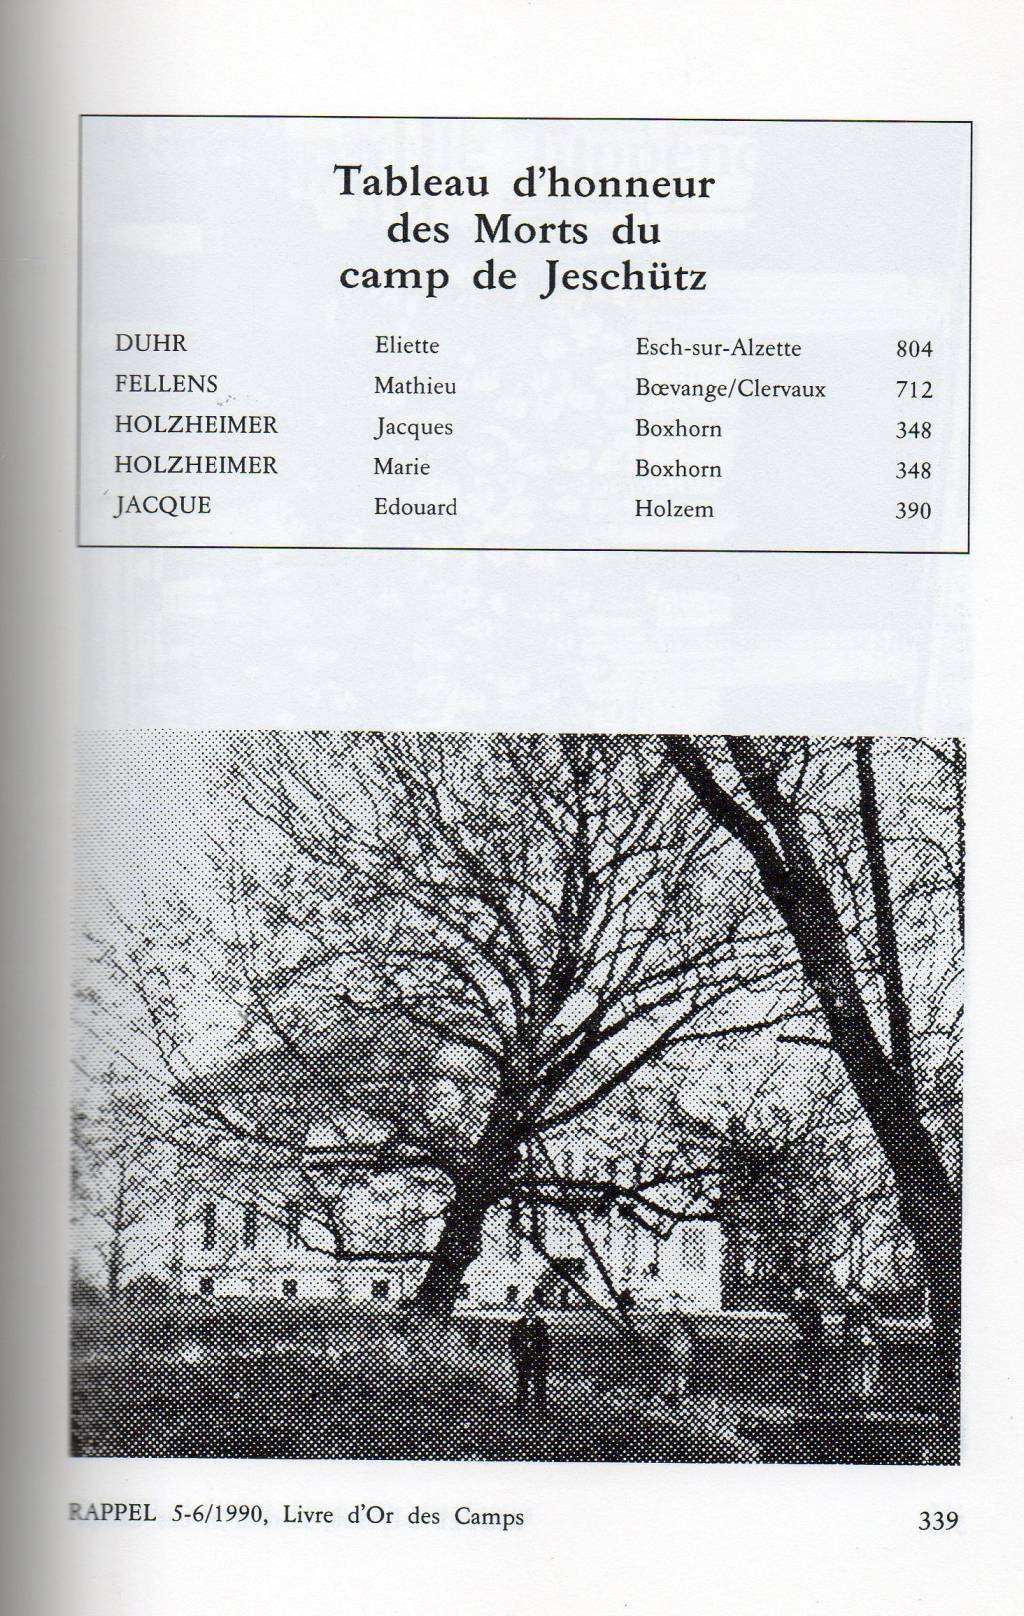 Tableau d'honneur
des Morts du
camp de Jeschütz
DUHR Eliette Esch-sur-Alzette 804
FELLENS Mathieu Bœvange/Clervaux 712
HOLZHEIMER Jacques Boxhorn 348
HOLZHEIMER Marie Boxhorn 348
JACQUE Edouard Holzem 390
RAPPEL 5-6/1990, Livre d'Or des Camps 339